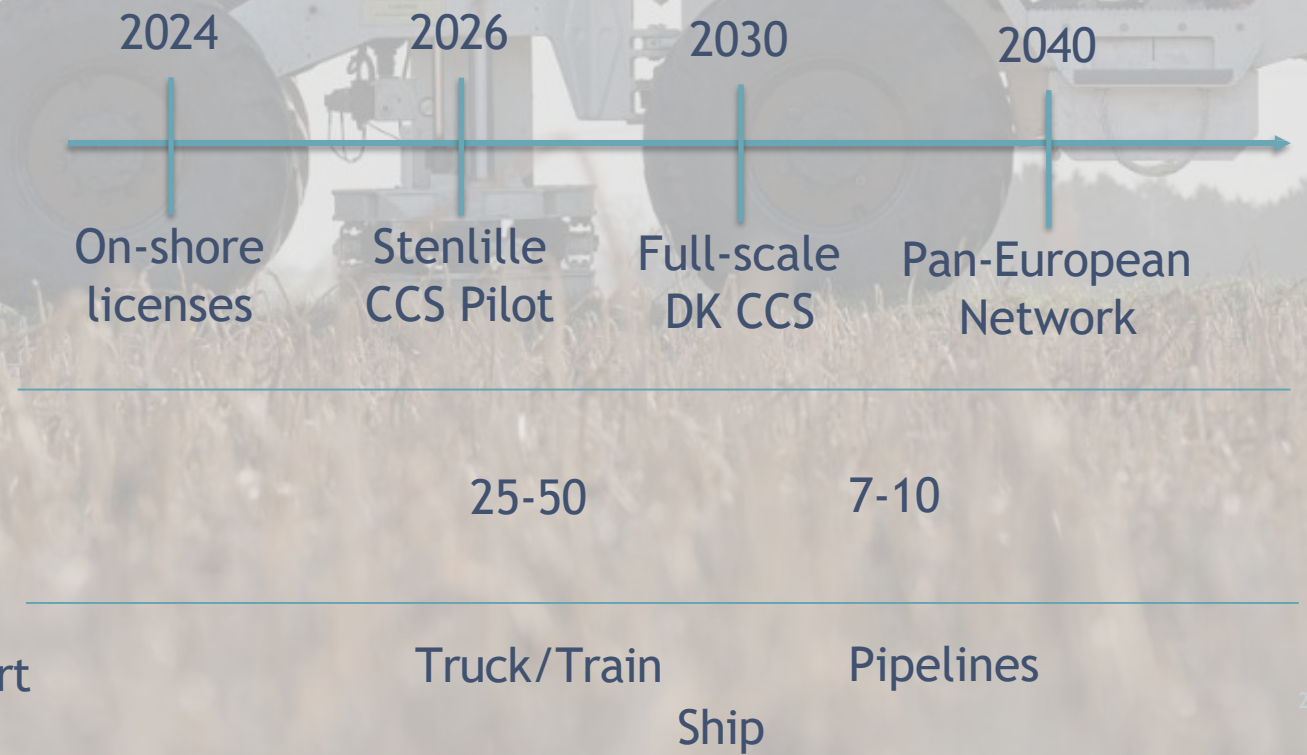 2024
2026
2030
2040
On-shore
licenses
Stenlille
CCS Pilot
Full-scale
DK CCS
Pan-European
Network
25-50
7-10
rt
Truck/Train
Pipelines
Ship
2